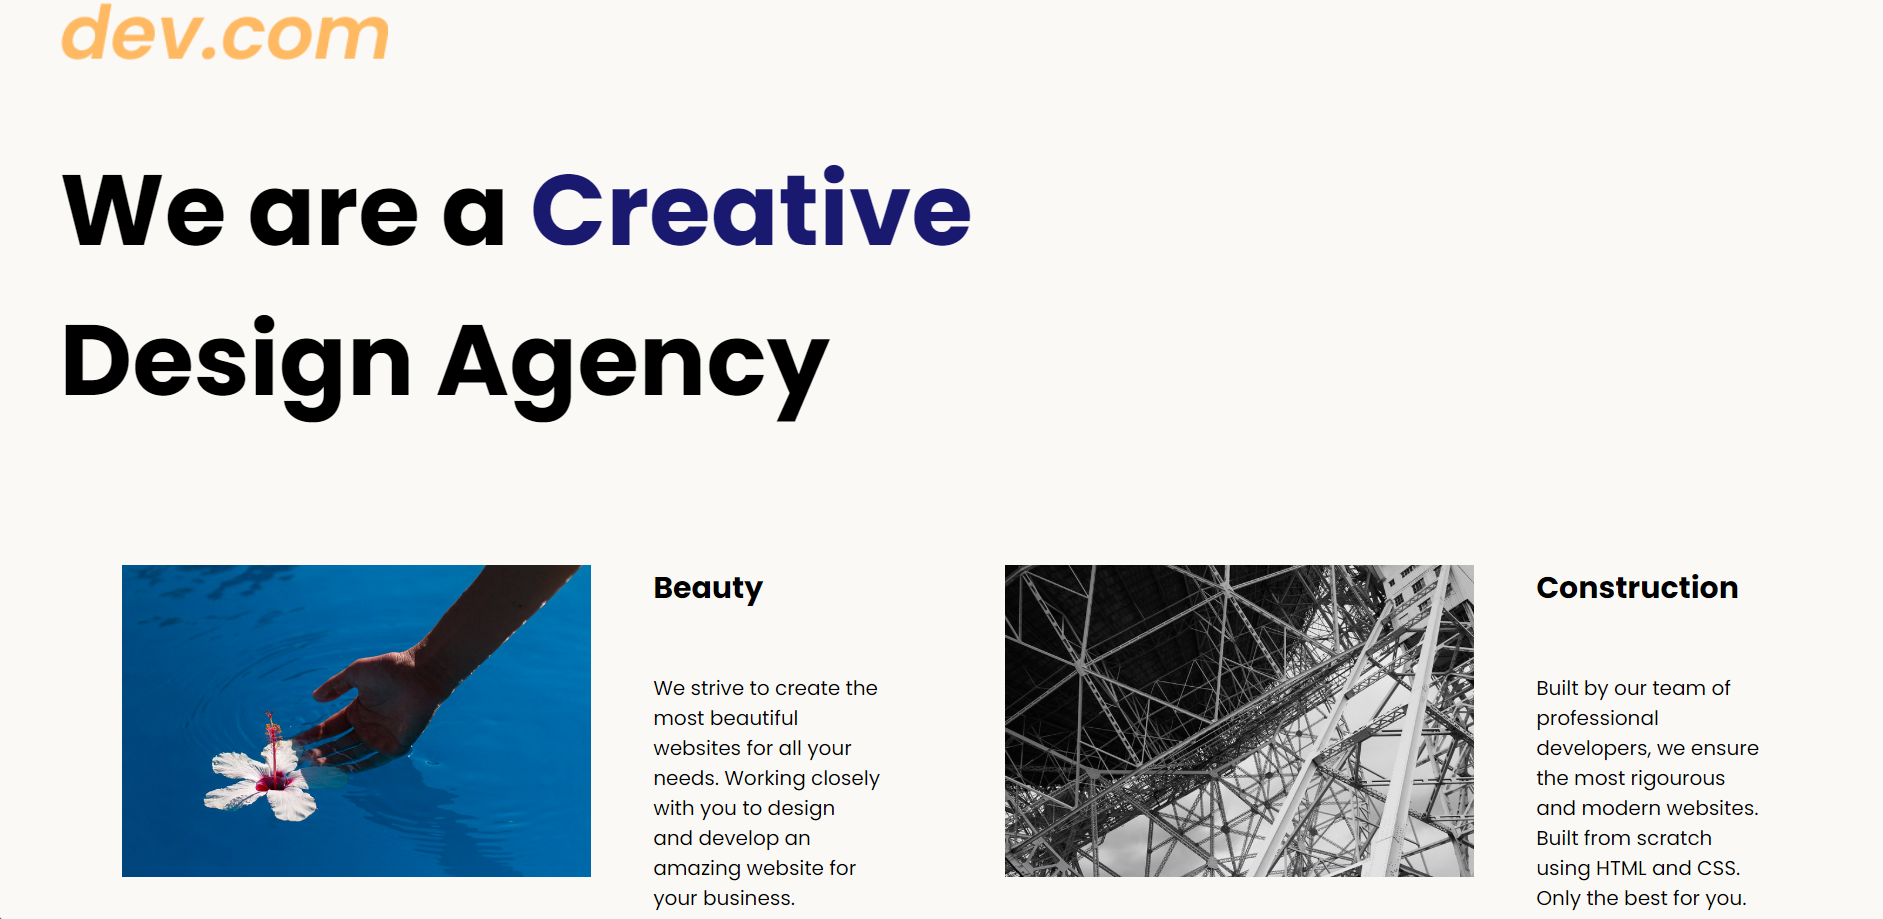 dev.com
We are a Creative
Design Agency
Beauty
We strive to create the
most beautiful
websites for all your
needs. Working closely
with you to design
and develop an
amazing website for
your business.
Construction
Built by our team of
professional
developers, we ensure
the most rigourous
and modern websites.
Built from scratch
using HTML and CSS.
Only the best for you.